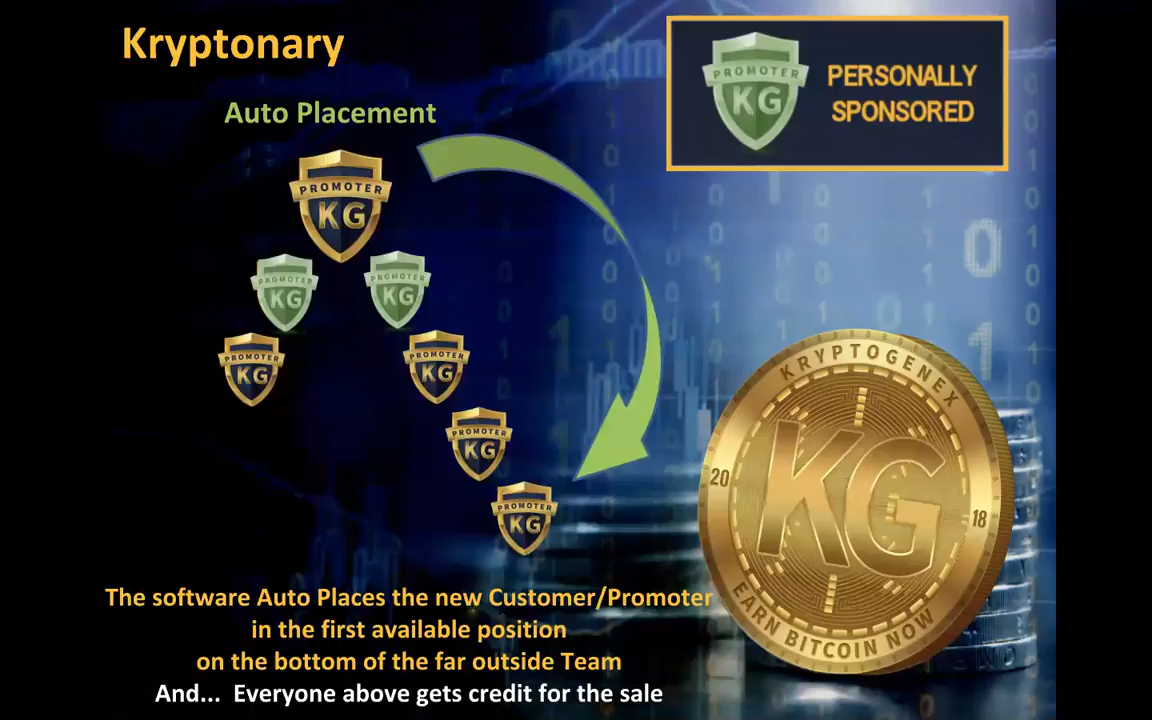 Kryptonary
Auto Placement
PROMOTER
KG
PERSONALLY
SPONSORED
PROMOTER
KG
PROMOTER
KG
PROMOTER
KG
PROMOTER
KG
PROMOTER
KG
PROMOTER
KG
PROMOTER
KG
KRYPTOGENEX
20
KG
18
EARN BITCOIN NOW
The software Auto Places the new Customer/Promoter
in the first available position
on the bottom of the far outside Team
And... Everyone above gets credit for the sale